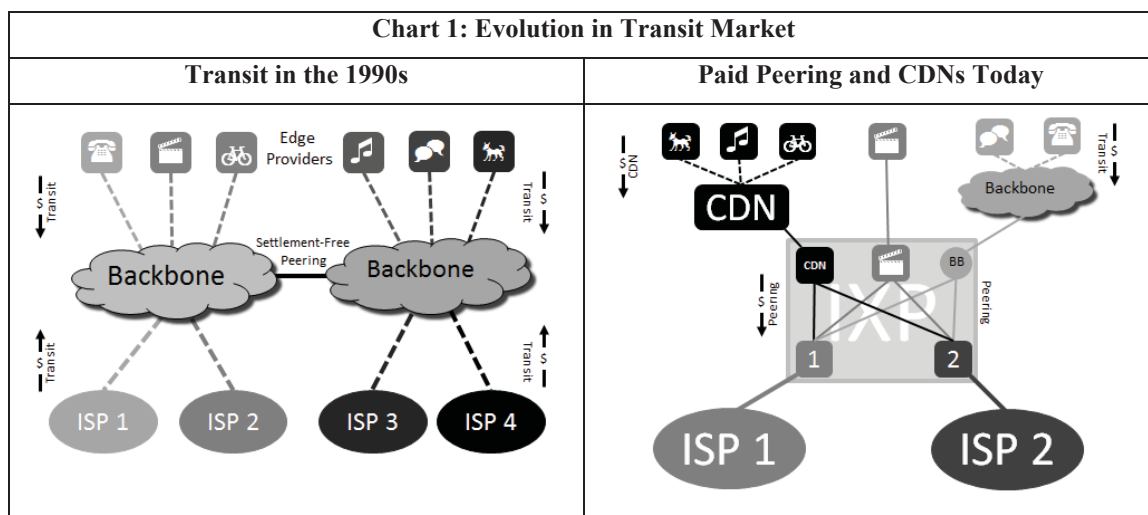 Chart 1: Evolution in Transit Market
Transit in the 1990s
Edge
Providers
$
Transit
$
Transit
Settlement-Free
Peering
Backbone
Backbone
$
Transit
$
Transit
ISP 1
ISP 2
ISP 3
ISP 4
Paid Peering and CDNs Today
$
CDN
$
Transit
CDN
Backbone
CDN
BB
$
Peering
Peering
IXP
1
2
ISP 1
ISP 2